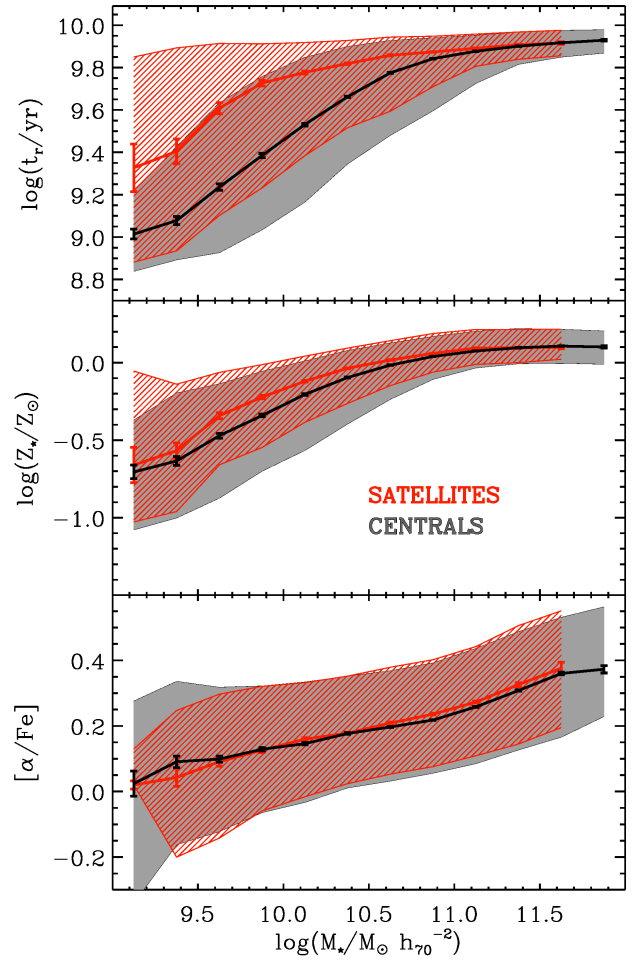 10.0
9.8
9.6
9.4
9.2
9.0
8.8
log(t_r/yr)
0.0
−0.5
−1.0
log(Z_⋆/Z_⊙)
SATELLITES
CENTRALS
0.4
0.2
0.0
−0.2
[α/Fe]
9.5 10.0 10.5 11.0 11.5
log(M_⋆/M_⊙ h_70^−2)